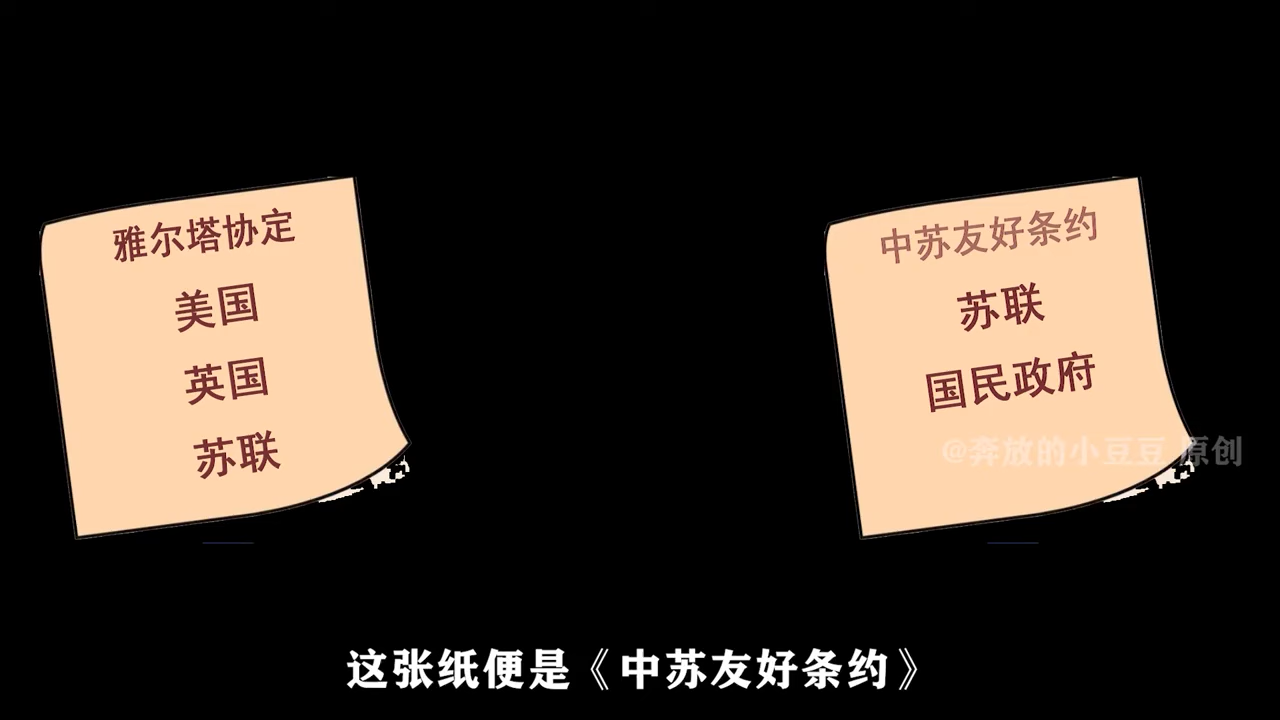 雅尔塔协定
美国
英国
苏联
中苏友好条约
苏联
国民政府
@奔放的小豆豆 原创
这张纸便是《中苏友好条约》